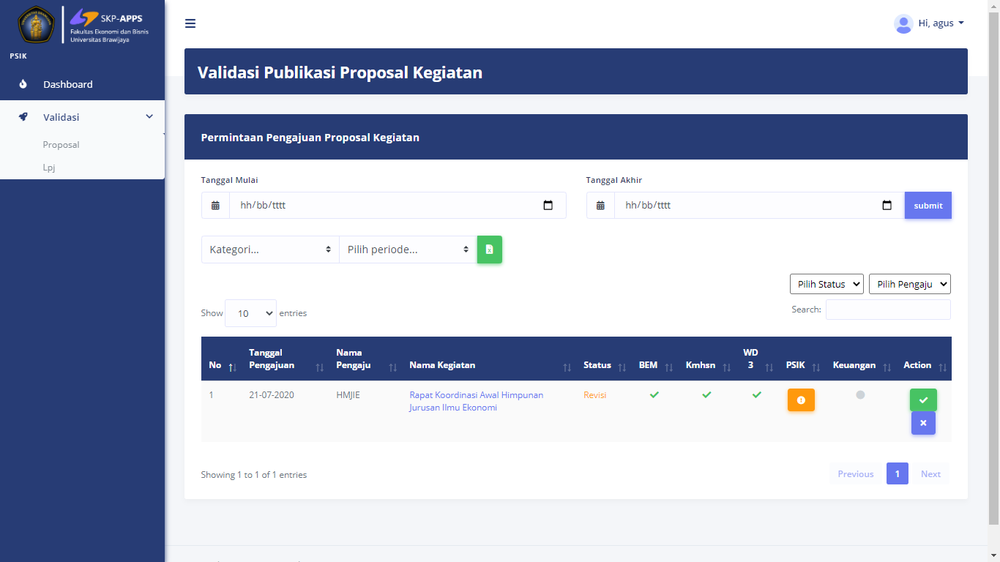 SKP-APPS
Fakultas Ekonomi dan Bisnis
Universitas Brawijaya
Hi, agus
PSIK
Dashboard
Validasi
Proposal
Lpj
Validasi Publikasi Proposal Kegiatan
Permintaan Pengajuan Proposal Kegiatan
Tanggal Mulai
Tanggal Akhir
hh/bb/tttt
hh/bb/tttt
submit
Kategori...
Pilih periode...
Pilih Status
Pilih Pengaju
Show 10 entries
Search:
No
Tanggal Pengajuan
Nama Pengaju
Nama Kegiatan
Status
BEM
Kmhsn
WD 3
PSIK
Keuangan
Action
1
21-07-2020
HMJIE
Rapat Koordinasi Awal Himpunan
Jurusan Ilmu Ekonomi
Revisi
Showing 1 to 1 of 1 entries
Previous
1
Next